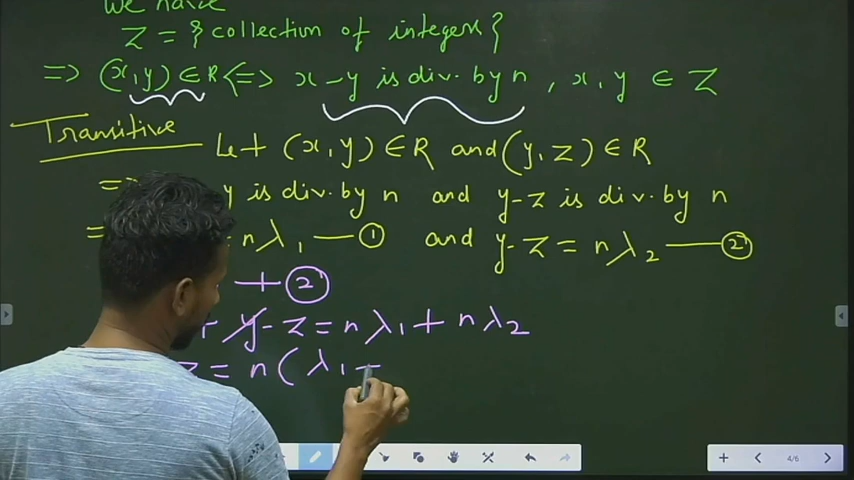 We have
Z = { collection of integers }
=> (x,y) ∈ R <=> x-y is div. by n , x, y ∈ Z
Transitive Let (x,y) ∈ R and (y,z) ∈ R
=> y is div. by n and y-z is div. by n
= nλ1 — ① and y-z = nλ2 — ②
+ ②
y-z = nλ1 + nλ2
z = n(λ1
4/6